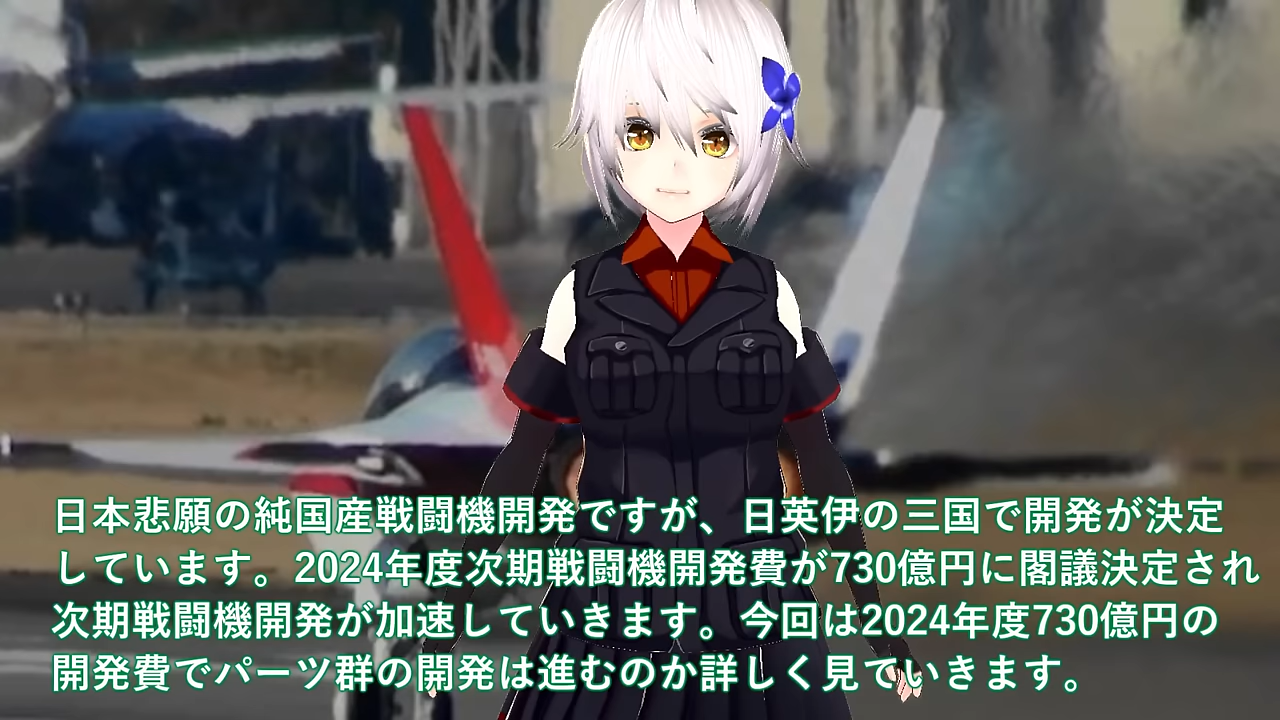 日本悲願の純国産戦闘機開発ですが、日英伊の三国で開発が決定
しています。2024年度次期戦闘機開発費が730億円に閣議決定され
次期戦闘機開発が加速していきます。今回は2024年度730億円の
開発費でパーツ群の開発は進むのか詳しく見ていきます。